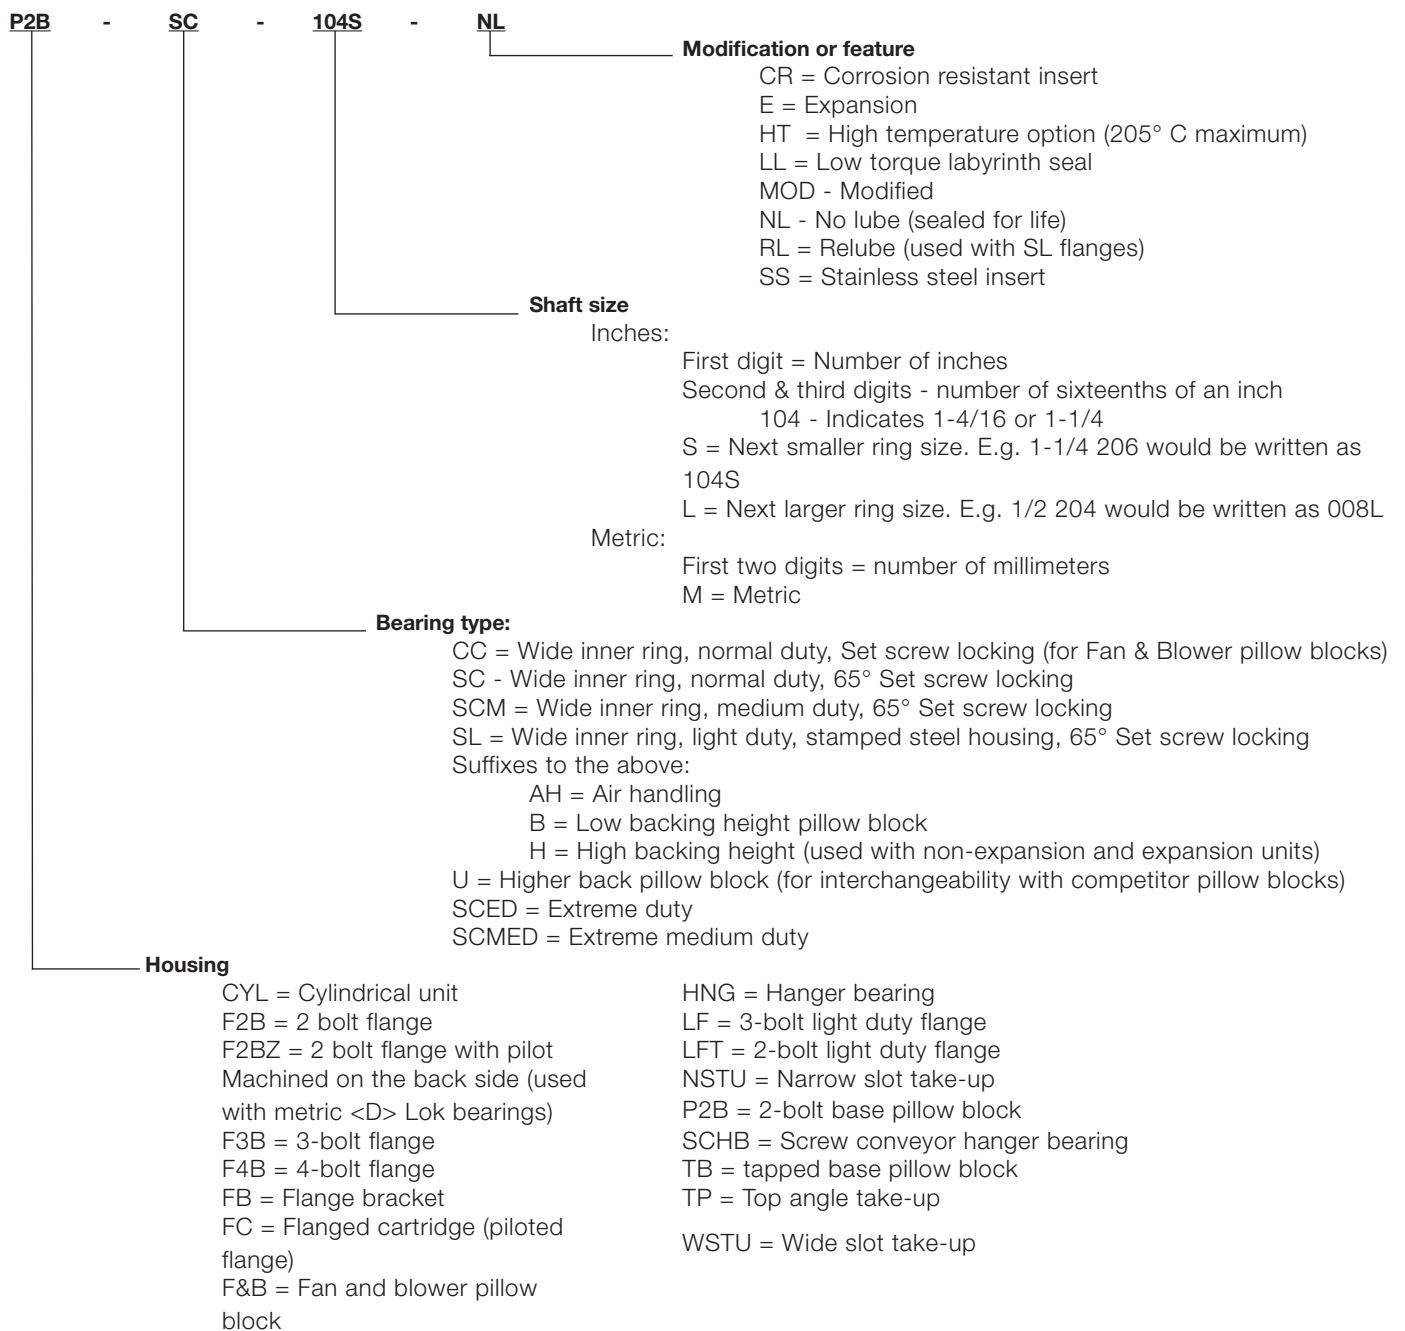 P2B - SC - 104S - NL
Modification or feature
CR = Corrosion resistant insert
E = Expansion
HT = High temperature option (205° C maximum)
LL = Low torque labyrinth seal
MOD - Modified
NL - No lube (sealed for life)
RL = Relube (used with SL flanges)
SS = Stainless steel insert
Shaft size
Inches:
First digit = Number of inches
Second & third digits - number of sixteenths of an inch
104 - Indicates 1-4/16 or 1-1/4
S = Next smaller ring size. E.g. 1-1/4 206 would be written as
104S
L = Next larger ring size. E.g. 1/2 204 would be written as 008L
Metric:
First two digits = number of millimeters
M = Metric
Bearing type:
CC = Wide inner ring, normal duty, Set screw locking (for Fan & Blower pillow blocks)
SC - Wide inner ring, normal duty, 65° Set screw locking
SCM = Wide inner ring, medium duty, 65° Set screw locking
SL = Wide inner ring, light duty, stamped steel housing, 65° Set screw locking
Suffixes to the above:
AH = Air handling
B = Low backing height pillow block
H = High backing height (used with non-expansion and expansion units)
U = Higher back pillow block (for interchangeability with competitor pillow blocks)
SCED = Extreme duty
SCMED = Extreme medium duty
Housing
CYL = Cylindrical unit
F2B = 2 bolt flange
F2BZ = 2 bolt flange with pilot
Machined on the back side (used
with metric <D> Lok bearings)
F3B = 3-bolt flange
F4B = 4-bolt flange
FB = Flange bracket
FC = Flanged cartridge (piloted
flange)
F&B = Fan and blower pillow
block
HNG = Hanger bearing
LF = 3-bolt light duty flange
LFT = 2-bolt light duty flange
NSTU = Narrow slot take-up
P2B = 2-bolt base pillow block
SCHB = Screw conveyor hanger bearing
TB = tapped base pillow block
TP = Top angle take-up
WSTU = Wide slot take-up